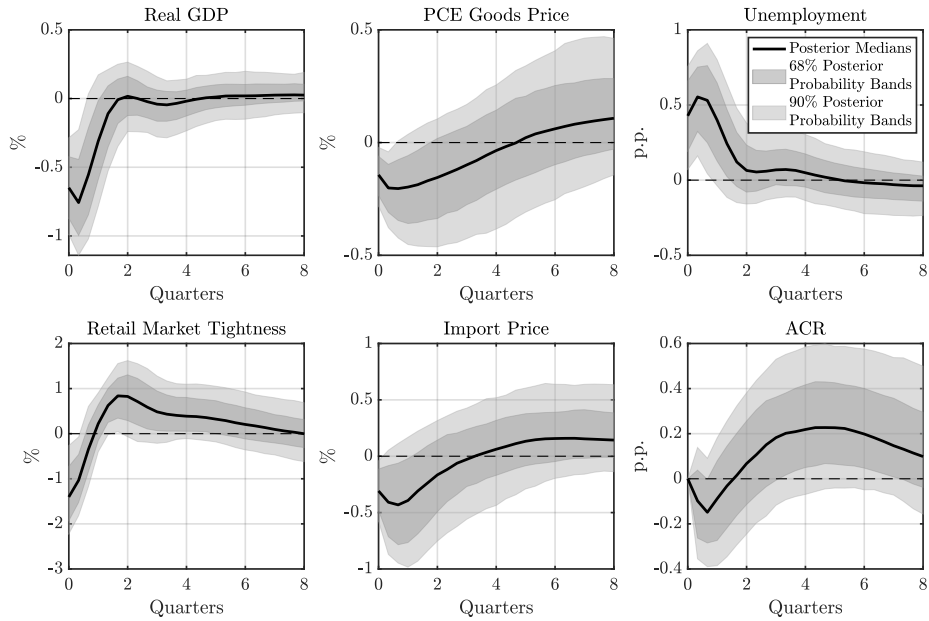 Real GDP
0.5
0
-0.5
-1
%
0 2 4 6 8
Quarters
PCE Goods Price
0.5
0
-0.5
%
0 2 4 6 8
Quarters
Unemployment
1
0.5
0
0.5
p.p.
0 2 4 6 8
Quarters
Posterior Medians
68% Posterior
Probability Bands
90% Posterior
Probability Bands
Retail Market Tightness
2
1
0
-1
-2
-3
%
0 2 4 6 8
Quarters
Import Price
1
0.5
0
-0.5
-1
%
0 2 4 6 8
Quarters
ACR
0.6
0.4
0.2
0
-0.2
-0.4
p.p.
0 2 4 6 8
Quarters